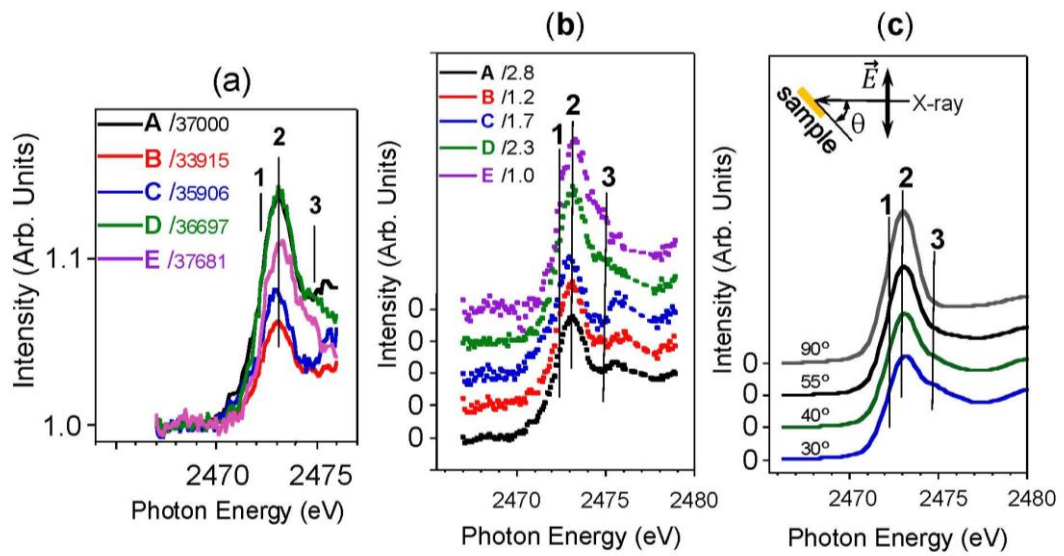 (a)
A /37000
B /33915
C /35906
D /36697
E /37681
1
2
3
Intensity (Arb. Units)
1.1
1.0
2470
2475
Photon Energy (eV)
(b)
A /2.8
B /1.2
C /1.7
D /2.3
E /1.0
1
2
3
Intensity (Arb. Units)
0
0
0
0
0
2470
2475
2480
Photon Energy (eV)
(c)
E
X-ray
θ
sample
1
2
3
Intensity (Arb. Units)
0
0
0
0
90°
55°
40°
30°
2470
2475
2480
Photon Energy (eV)